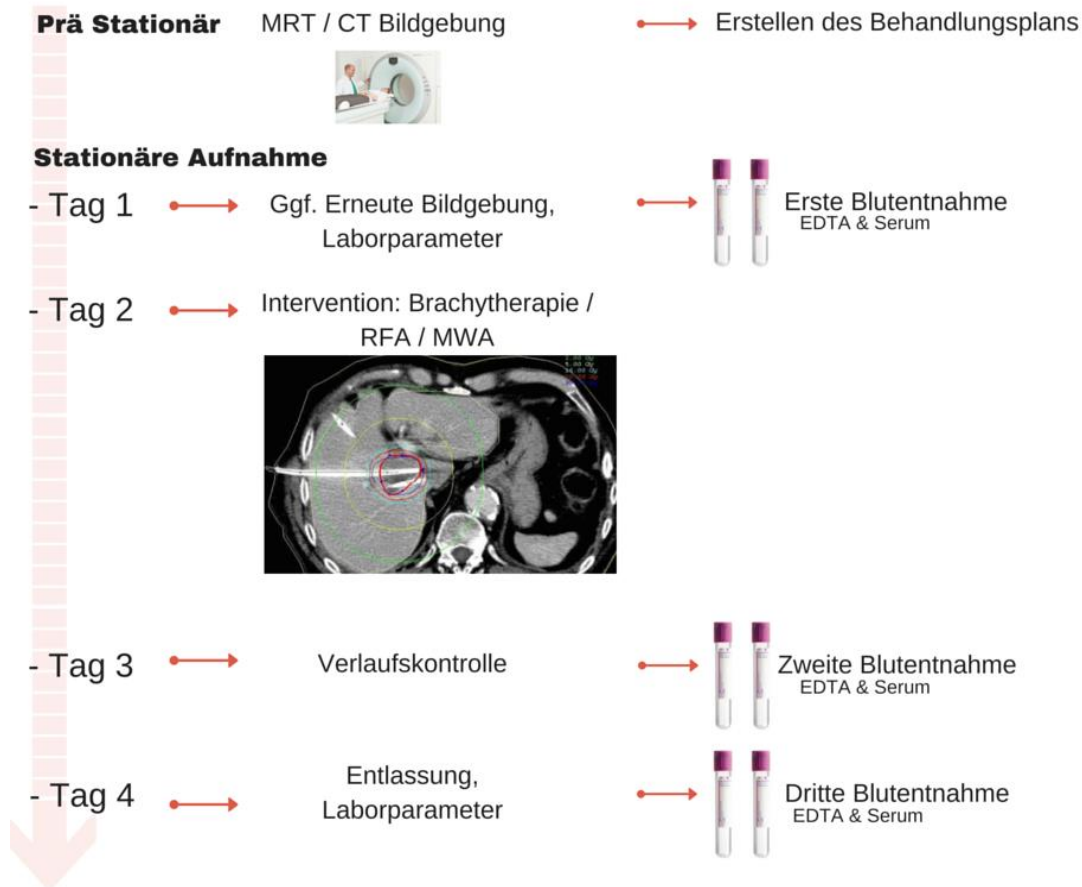 Prä Stationär MRT / CT Bildgebung Erstellen des Behandlungsplans
Stationäre Aufnahme
- Tag 1 Ggf. Erneute Bildgebung, Erste Blutentnahme
Laborparameter EDTA & Serum
- Tag 2 Intervention: Brachytherapie /
RFA / MWA
- Tag 3 Verlaufskontrolle Zweite Blutentnahme
EDTA & Serum
- Tag 4 Entlassung, Dritte Blutentnahme
Laborparameter EDTA & Serum